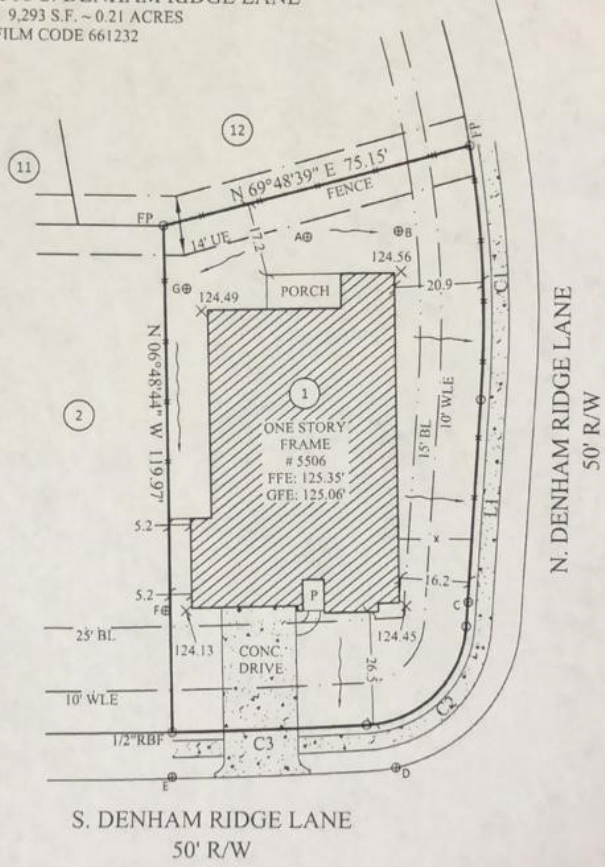 DENHAM RIDGE LANE
9,293 S.F. ~ 0.21 ACRES
FILM CODE 661232
12
11
FP
N 69°48'39" E 75.15'
FENCE
FP
14' UE
17.2
A
B
124.56
G
124.49
PORCH
20.9
C1
N 06°48'44" W 119.97'
2
1
ONE STORY
FRAME
# 5506
FFE: 125.35'
GFE: 125.06'
15' BL
10' WLE
N. DENHAM RIDGE LANE
50' R/W
L1
5.2
x
5.2
16.2
P
F
C
25' BL
124.13
CONC.
DRIVE
26.5
124.45
10' WLE
C2
1/2"RBF
C3
E
D
S. DENHAM RIDGE LANE
50' R/W